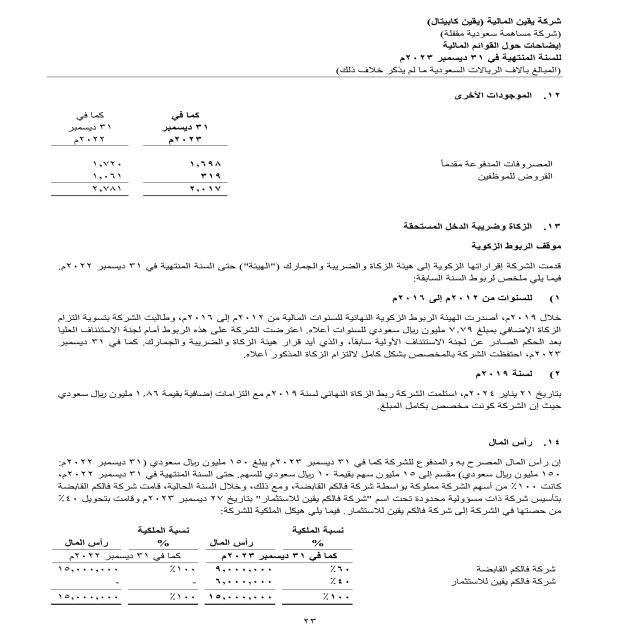 شركة يقين المالية (يقين كابيتال)
(شركة مساهمة سعودية مقفلة)
إيضاحات حول القوائم المالية
للسنة المنتهية في ٣١ ديسمبر ٢٠٢٣م
(المبالغ بآلاف الريالات السعودية ما لم يذكر خلاف ذلك)
١٢. الموجودات الأخرى
كما في كما في
٣١ ديسمبر ٣١ ديسمبر
٢٠٢٣م ٢٠٢٢م
المصروفات المدفوعة مقدماً ١,٦٩٨ ١,٧٢٠
القروض للموظفين ٣١٩ ١,٠٦١
٢,٠١٧ ٢,٧٨١
١٣. الزكاة وضريبة الدخل المستحقة
موقف الربوط الزكوية
قدمت الشركة إقراراتها الزكوية إلى هيئة الزكاة والضريبة والجمارك ("الهيئة") حتى السنة المنتهية في ٣١ ديسمبر ٢٠٢٢م.
فيما يلي ملخص لربوط السنة السابقة:
١) للسنوات من ٢٠١٢م إلى ٢٠١٦م
خلال ٢٠١٩م، أصدرت الهيئة الربوط الزكوية النهائية للسنوات المالية من ٢٠١٢م إلى ٢٠١٦م، وطالبت الشركة بتسوية التزام
الزكاة الإضافي بمبلغ ٧,٧٩ مليون ريال سعودي للسنوات أعلاه. اعترضت الشركة على هذه الربوط أمام لجنة الاستئناف العليا
بعد الحكم الصادر عن لجنة الاستئناف الأولية سابقاً، والذي أيد قرار هيئة الزكاة والضريبة والجمارك. كما في ٣١ ديسمبر
٢٠٢٣م، احتفظت الشركة بالمخصص بشكل كامل لالتزام الزكاة المذكور أعلاه.
٢) لسنة ٢٠١٩م
بتاريخ ٢١ يناير ٢٠٢٤م، استلمت الشركة ربط الزكاة النهائي لسنة ٢٠١٩م مع التزامات إضافية بقيمة ١,٨٦ مليون ريال سعودي
حيث إن الشركة كونت مخصص بكامل المبلغ.
١٤. رأس المال
إن رأس المال المصرح به والمدفوع للشركة كما في ٣١ ديسمبر ٢٠٢٣م يبلغ ١٥٠ مليون ريال سعودي (٣١ ديسمبر ٢٠٢٢م:
١٥٠ مليون ريال سعودي) مقسم إلى ١٥ مليون سهم بقيمة ١٠ ريال سعودي للسهم. حتى السنة المنتهية في ٣١ ديسمبر ٢٠٢٢م،
كانت ١٠٠٪ من أسهم الشركة مملوكة بواسطة شركة فالكم القابضة، ومع ذلك، وخلال السنة الحالية، قامت شركة فالكم القابضة
بتأسيس شركة ذات مسؤولية محدودة تحت اسم "شركة فالكم يقين للاستثمار" بتاريخ ٢٧ ديسمبر ٢٠٢٣م وقامت بتحويل ٤٠٪
من حصتها في الشركة إلى شركة فالكم يقين للاستثمار. فيما يلي هيكل الملكية للشركة:
نسبة الملكية نسبة الملكية
% رأس المال % رأس المال
كما في ٣١ ديسمبر ٢٠٢٣م كما في ٣١ ديسمبر ٢٠٢٢م
شركة فالكم القابضة ٦٠٪ ٩,٠٠٠,٠٠٠ ١٠٠٪ ١٥,٠٠٠,٠٠٠
شركة فالكم يقين للاستثمار ٤٠٪ ٦,٠٠٠,٠٠٠ - -
١٠٠٪ ١٥,٠٠٠,٠٠٠ ١٠٠٪ ١٥,٠٠٠,٠٠٠
٢٣